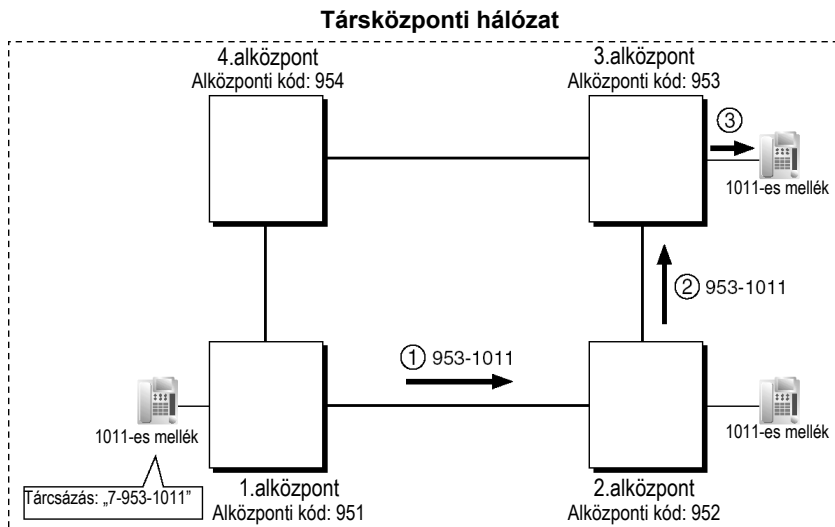 Társközponti hálózat
4.alközpont
Alközponti kód: 954
3.alközpont
Alközponti kód: 953
③
1011-es mellék
② 953-1011
① 953-1011
1011-es mellék
1011-es mellék
Tárcsázás: „7-953-1011”
1.alközpont
Alközponti kód: 951
2.alközpont
Alközponti kód: 952